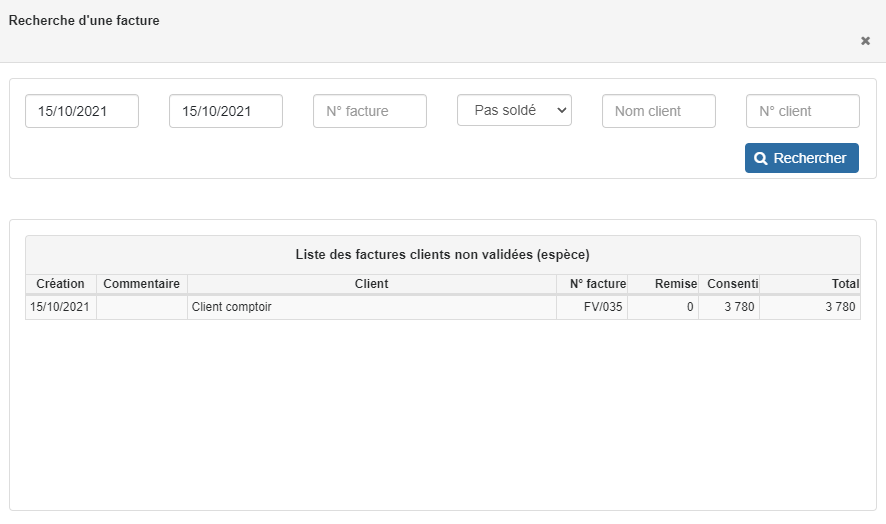 Recherche d'une facture
15/10/2021 15/10/2021 N° facture Pas soldé Nom client N° client
Rechercher
Liste des factures clients non validées (espèce)
Création Commentaire Client N° facture Remise Consenti Total
15/10/2021 Client comptoir FV/035 0 3 780 3 780